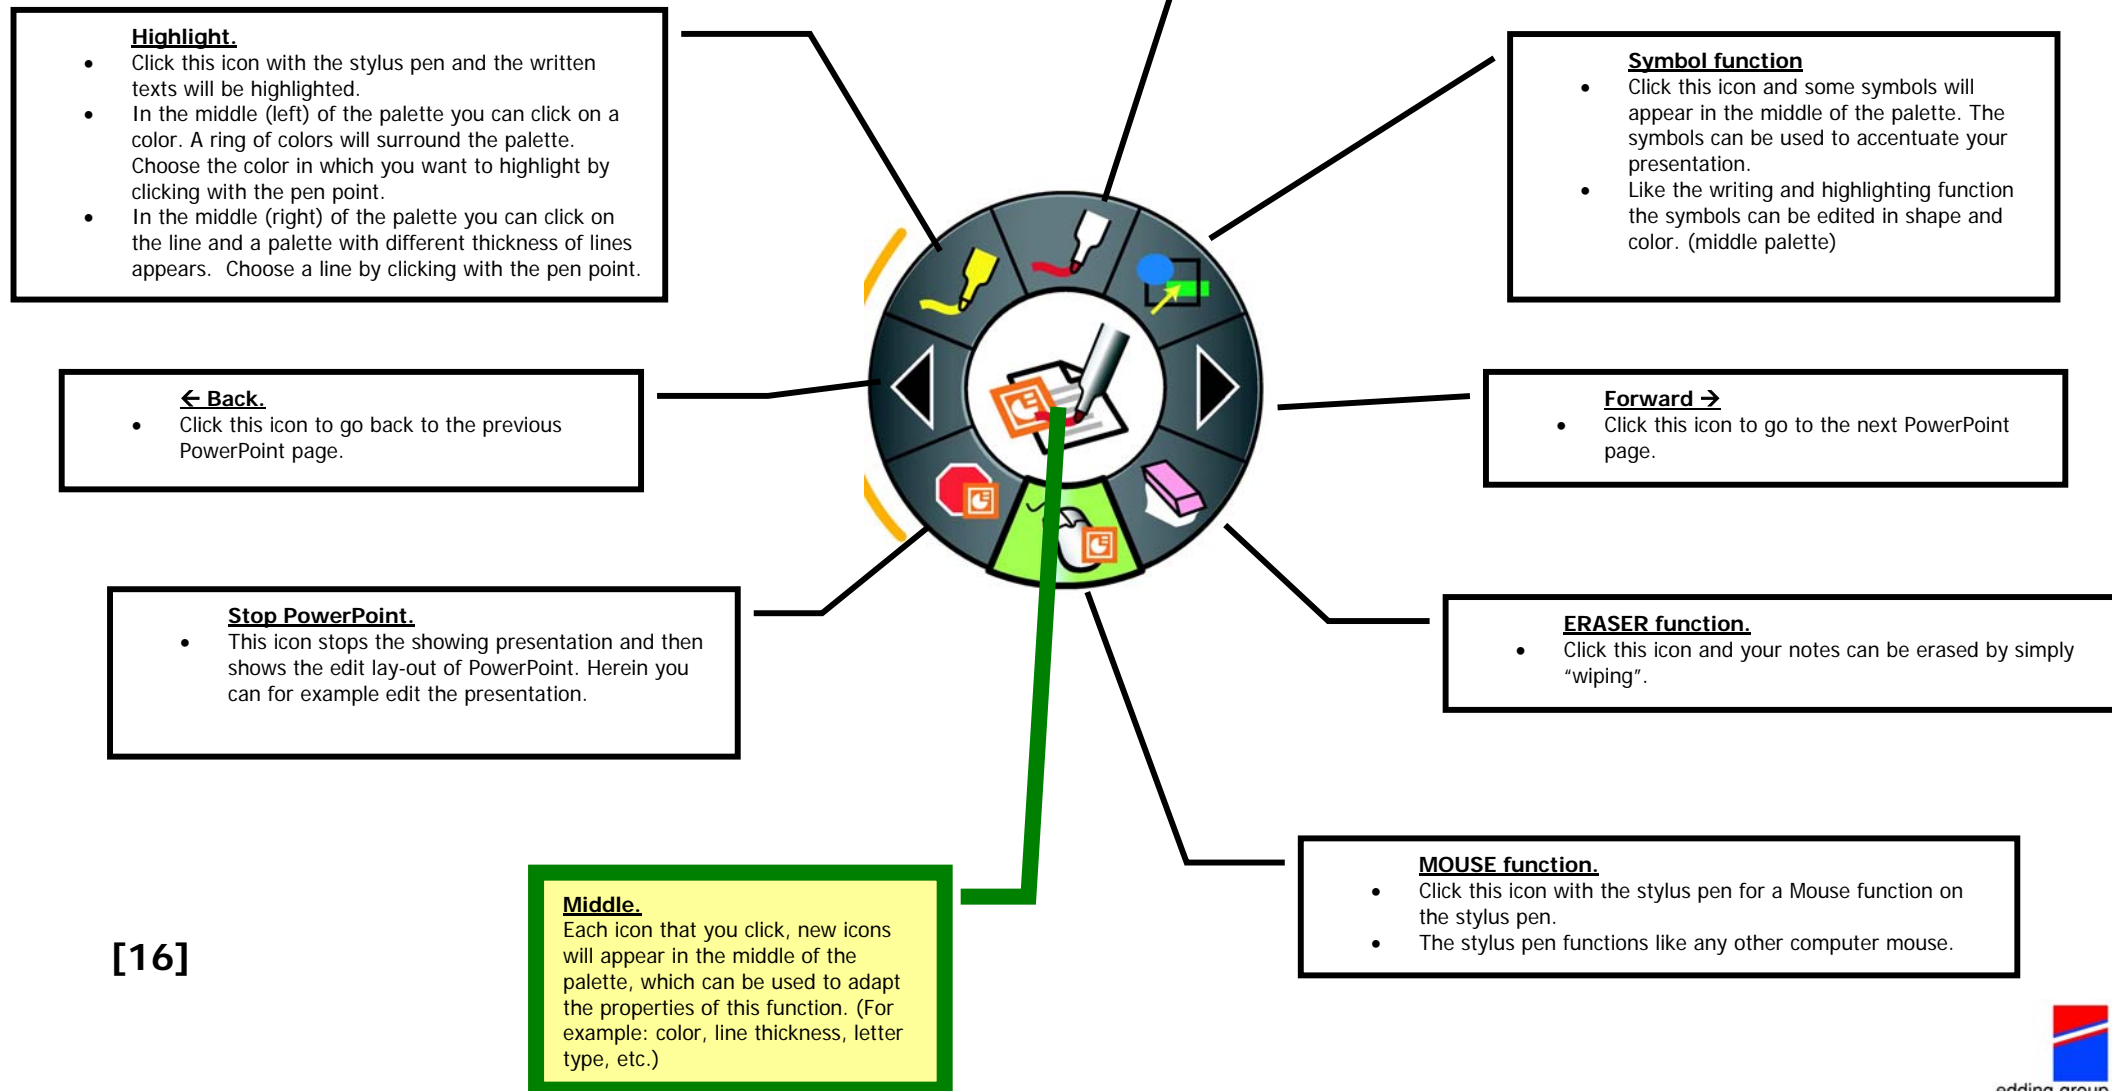 Highlight.
• Click this icon with the stylus pen and the written
texts will be highlighted.
• In the middle (left) of the palette you can click on a
color. A ring of colors will surround the palette.
Choose the color in which you want to highlight by
clicking with the pen point.
• In the middle (right) of the palette you can click on
the line and a palette with different thickness of lines
appears. Choose a line by clicking with the pen point.
Symbol function
• Click this icon and some symbols will
appear in the middle of the palette. The
symbols can be used to accentuate your
presentation.
• Like the writing and highlighting function
the symbols can be edited in shape and
color. (middle palette)
← Back.
• Click this icon to go back to the previous
PowerPoint page.
Forward →
• Click this icon to go to the next PowerPoint
page.
Stop PowerPoint.
• This icon stops the showing presentation and then
shows the edit lay-out of PowerPoint. Herein you
can for example edit the presentation.
ERASER function.
• Click this icon and your notes can be erased by simply
“wiping”.
MOUSE function.
• Click this icon with the stylus pen for a Mouse function on
the stylus pen.
• The stylus pen functions like any other computer mouse.
Middle.
Each icon that you click, new icons
will appear in the middle of the
palette, which can be used to adapt
the properties of this function. (For
example: color, line thickness, letter
type, etc.)
[16]
edding group